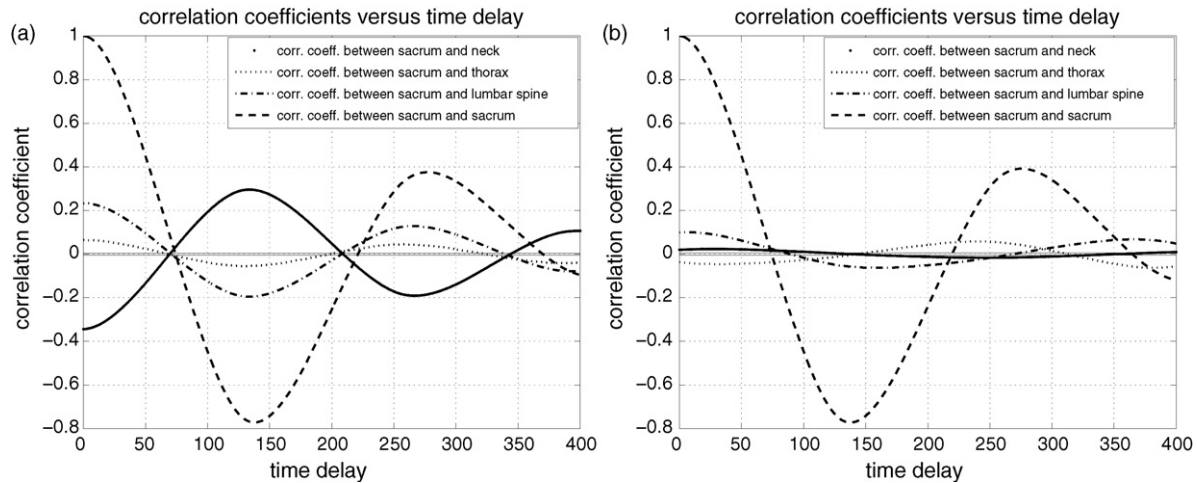 correlation coefficients versus time delay
(a)
corr. coeff. between sacrum and neck
corr. coeff. between sacrum and thorax
corr. coeff. between sacrum and lumbar spine
corr. coeff. between sacrum and sacrum
correlation coefficient
1
0.8
0.6
0.4
0.2
0
−0.2
−0.4
−0.6
−0.8
0 50 100 150 200 250 300 350 400
time delay
correlation coefficients versus time delay
(b)
corr. coeff. between sacrum and neck
corr. coeff. between sacrum and thorax
corr. coeff. between sacrum and lumbar spine
corr. coeff. between sacrum and sacrum
correlation coefficient
1
0.8
0.6
0.4
0.2
0
−0.2
−0.4
−0.6
−0.8
0 50 100 150 200 250 300 350 400
time delay